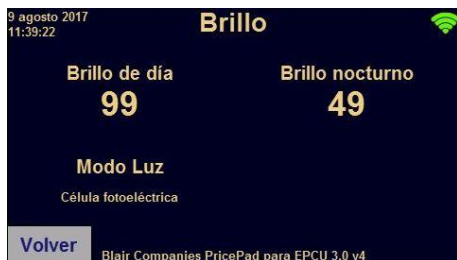 9 agosto 2017
11:39:22
Brillo
Brillo de día
Brillo nocturno
99
49
Modo Luz
Célula fotoeléctrica
Volver
Blair Companies PricePad para EPCU 3.0 v4